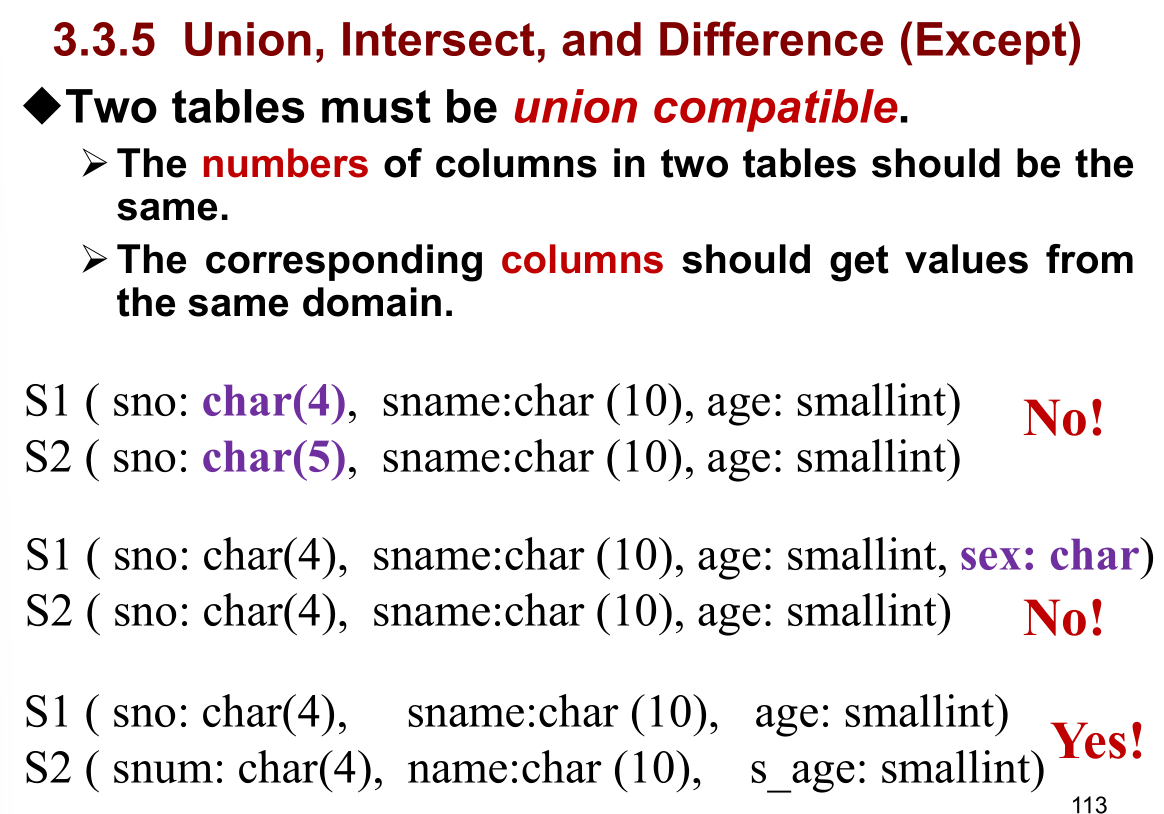 3.3.5 Union, Intersect, and Difference (Except)
◆Two tables must be union compatible.
➢ The numbers of columns in two tables should be the
same.
➢ The corresponding columns should get values from
the same domain.
S1 ( sno: char(4), sname:char (10), age: smallint)
No!
S2 ( sno: char(5), sname:char (10), age: smallint)
S1 ( sno: char(4), sname:char (10), age: smallint, sex: char)
S2 ( sno: char(4), sname:char (10), age: smallint)
No!
S1 ( sno: char(4), sname:char (10), age: smallint)
Yes!
S2 ( snum: char(4), name:char (10), s_age: smallint)
113